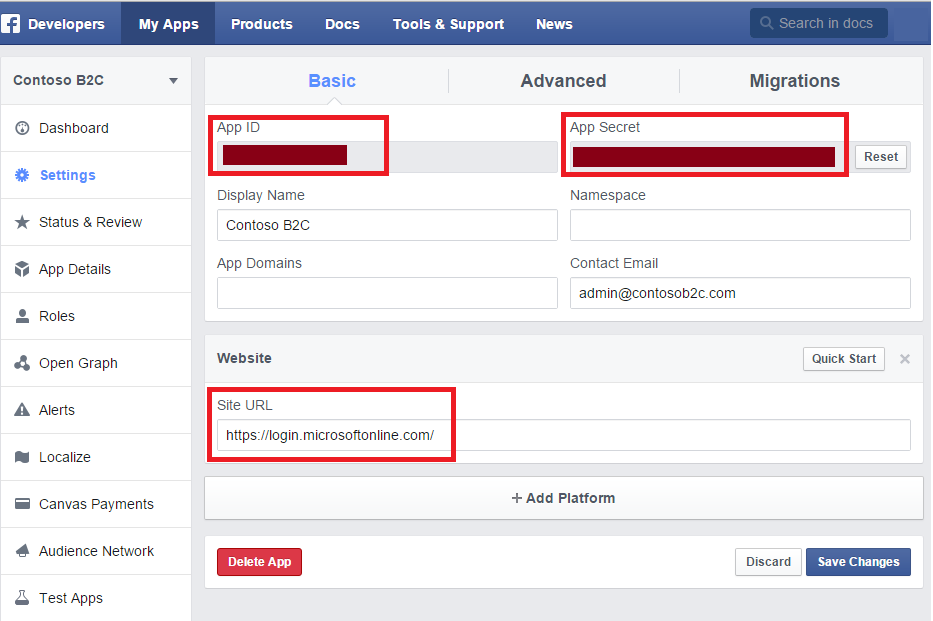 Developers My Apps Products Docs Tools & Support News Search in docs
Contoso B2C
Dashboard
Settings
Status & Review
App Details
Roles
Open Graph
Alerts
Localize
Canvas Payments
Audience Network
Test Apps
Basic Advanced Migrations
App ID App Secret
Reset
Display Name Namespace
Contoso B2C
App Domains Contact Email
admin@contosob2c.com
Website Quick Start
Site URL
https://login.microsoftonline.com/
+ Add Platform
Delete App Discard Save Changes